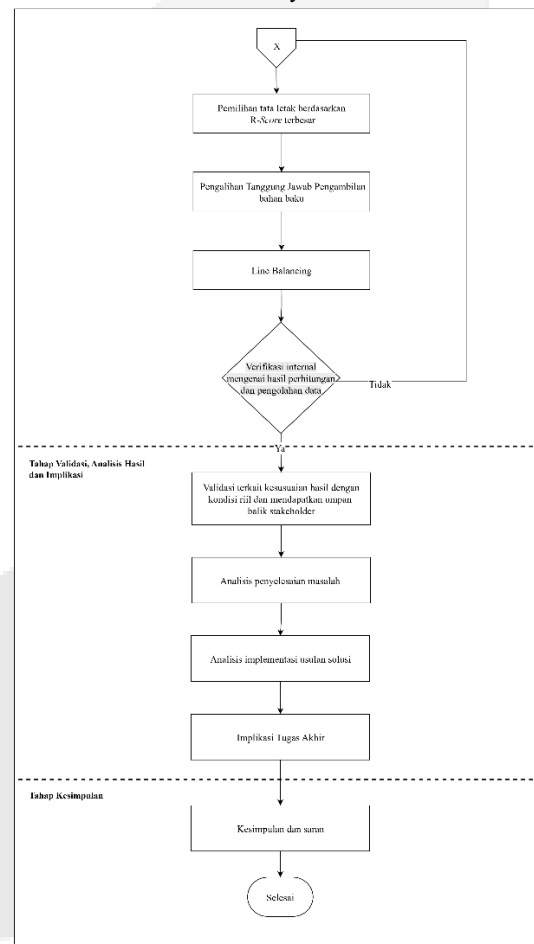 X
Pemilihan tata letak berdasarkan
R-Score terbesar
Pengalihan Tanggung Jawab Pengambilan
bahan baku
Line Balancing
Verifikasi internal
mengenai hasil perhitungan
dan pengolahan data
Tidak
Ya
Tahap Validasi, Analisis Hasil
dan Implikasi
Validasi terkait kesusuaian hasil dengan
kondisi riil dan mendapatkan umpan
balik stakeholder
Analisis penyelesaian masalah
Analisis implementasi usulan solusi
Implikasi Tugas Akhir
Tahap Kesimpulan
Kesimpulan dan saran
Selesai